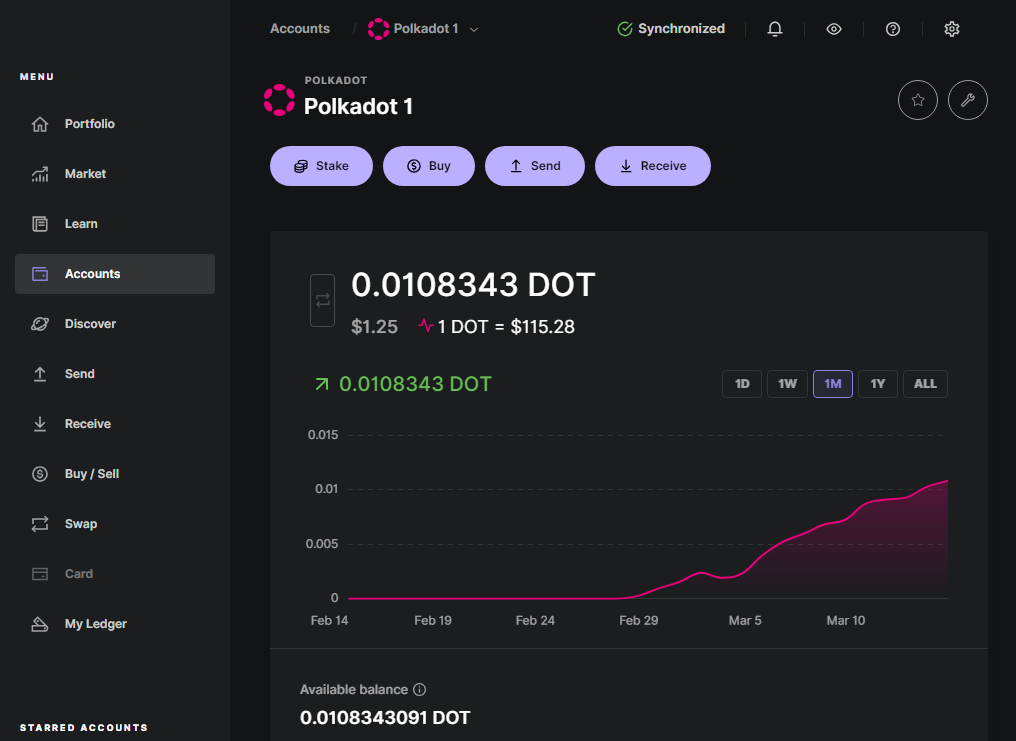 Accounts / Polkadot 1
Synchronized
MENU
Portfolio
Market
Learn
Accounts
Discover
Send
Receive
Buy / Sell
Swap
Card
My Ledger
STARRED ACCOUNTS
POLKADOT
Polkadot 1
Stake Buy Send Receive
0.0108343 DOT
$1.25 1 DOT = $115.28
0.0108343 DOT
1D 1W 1M 1Y ALL
0.015
0.01
0.005
0
Feb 14 Feb 19 Feb 24 Feb 29 Mar 5 Mar 10
Available balance
0.0108343091 DOT